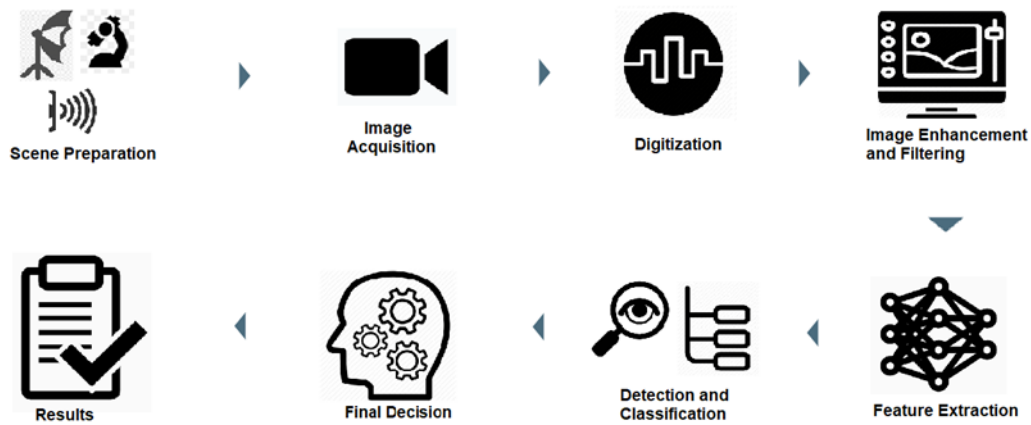 Scene Preparation
Image
Acquisition
Digitization
Image Enhancement
and Filtering
Results
Final Decision
Detection and
Classification
Feature Extraction